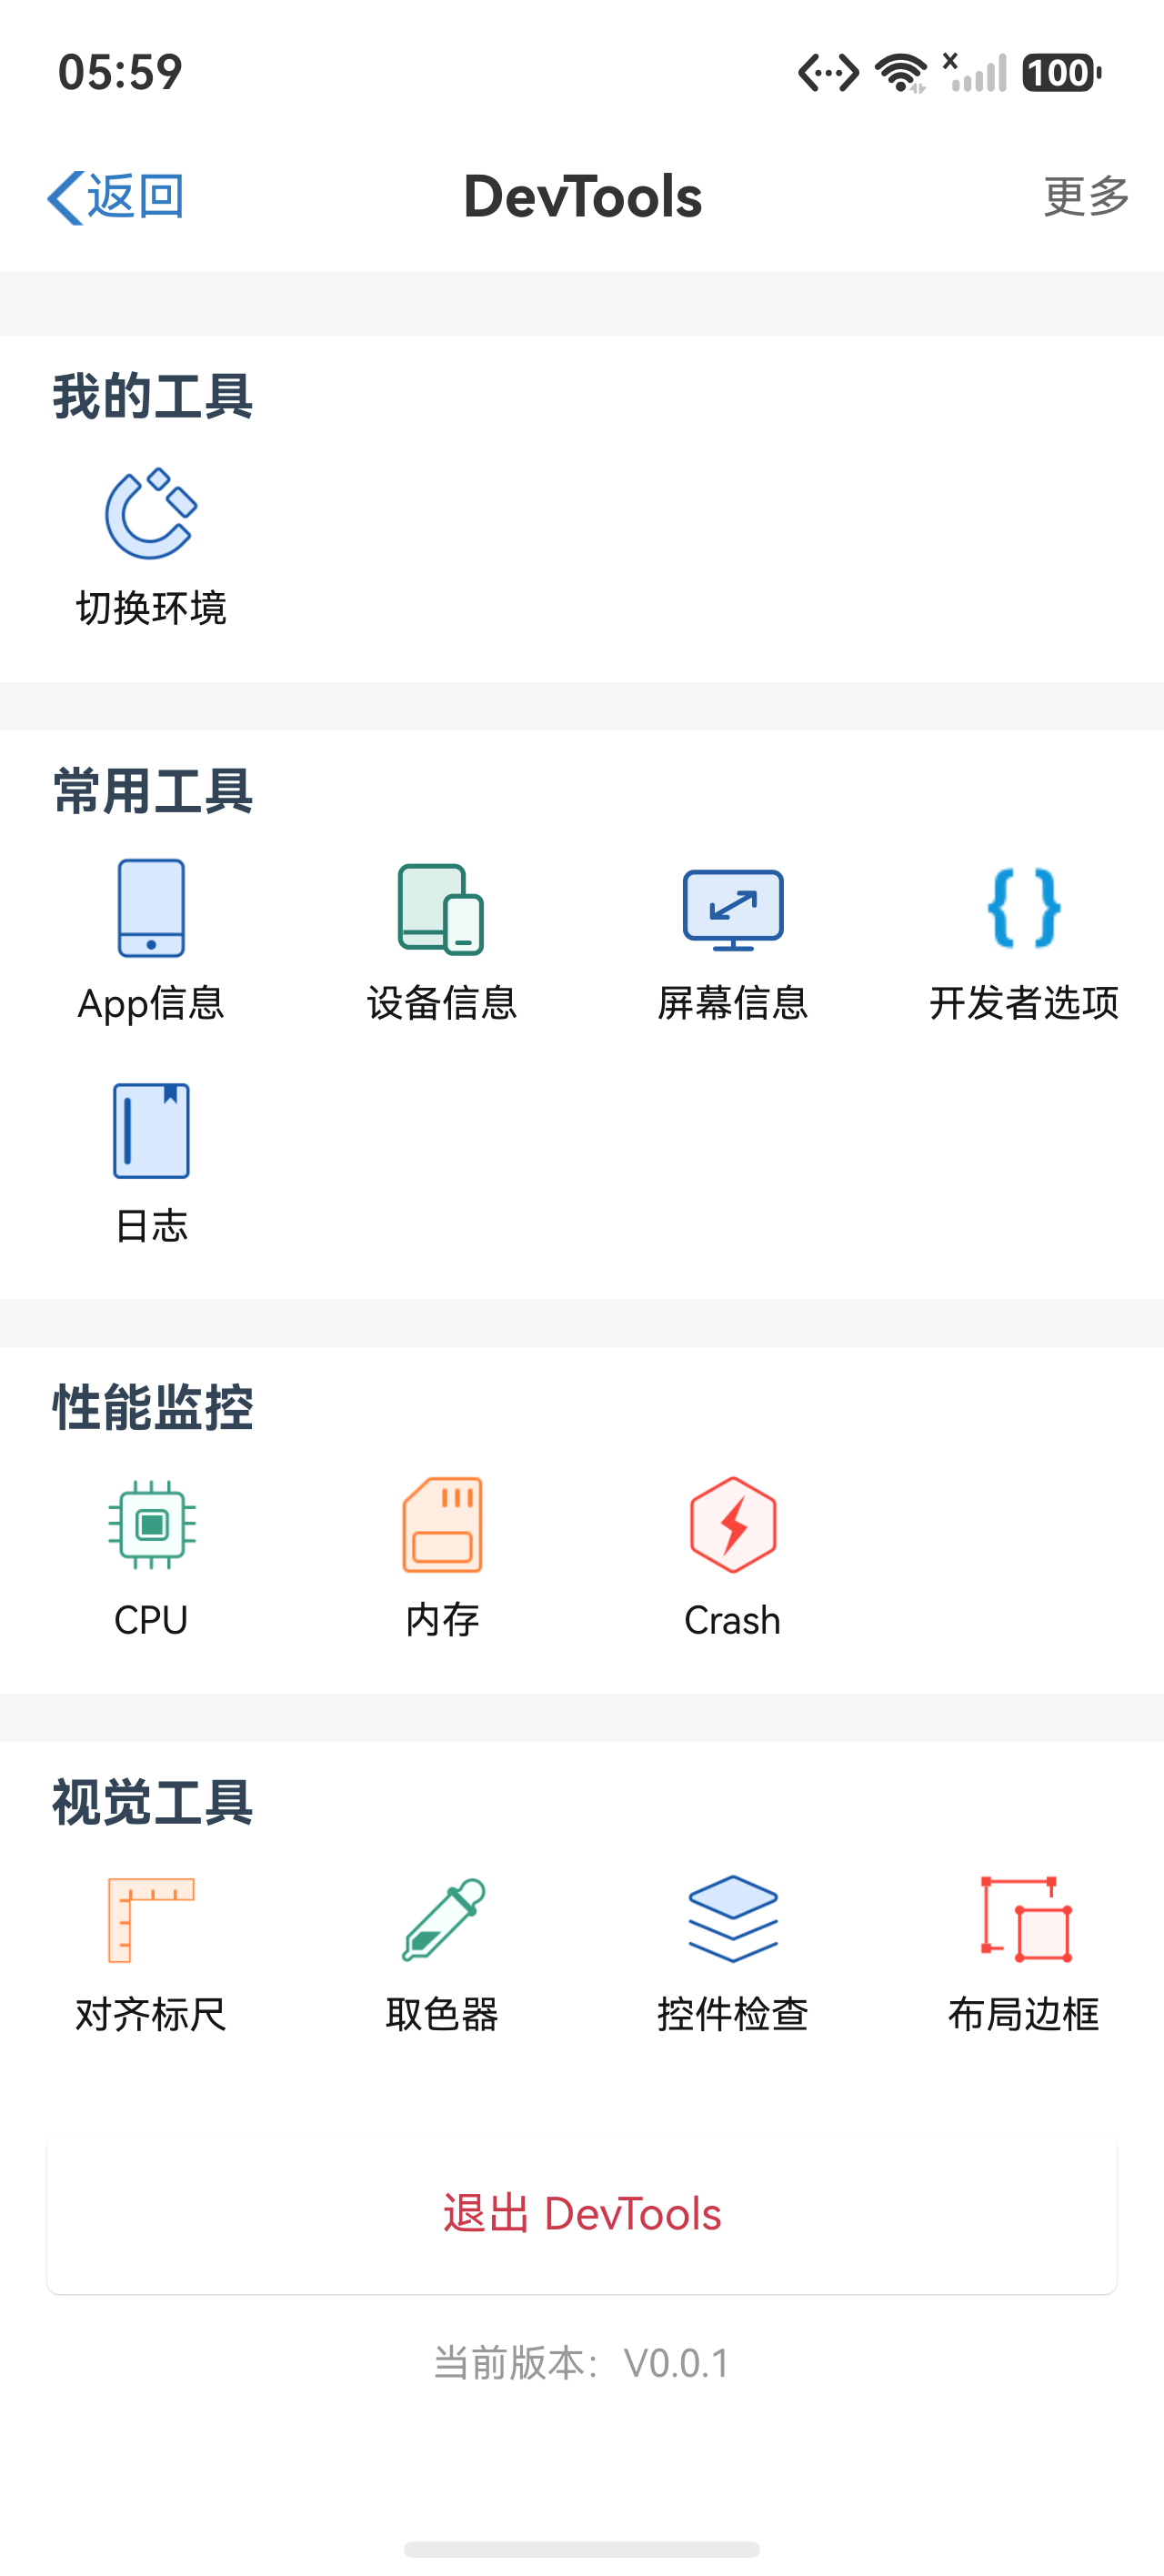 05:59 100
返回 DevTools 更多
我的工具
切换环境
常用工具
App信息 设备信息 屏幕信息 开发者选项
日志
性能监控
CPU 内存 Crash
视觉工具
对齐标尺 取色器 控件检查 布局边框
退出 DevTools
当前版本：V0.0.1